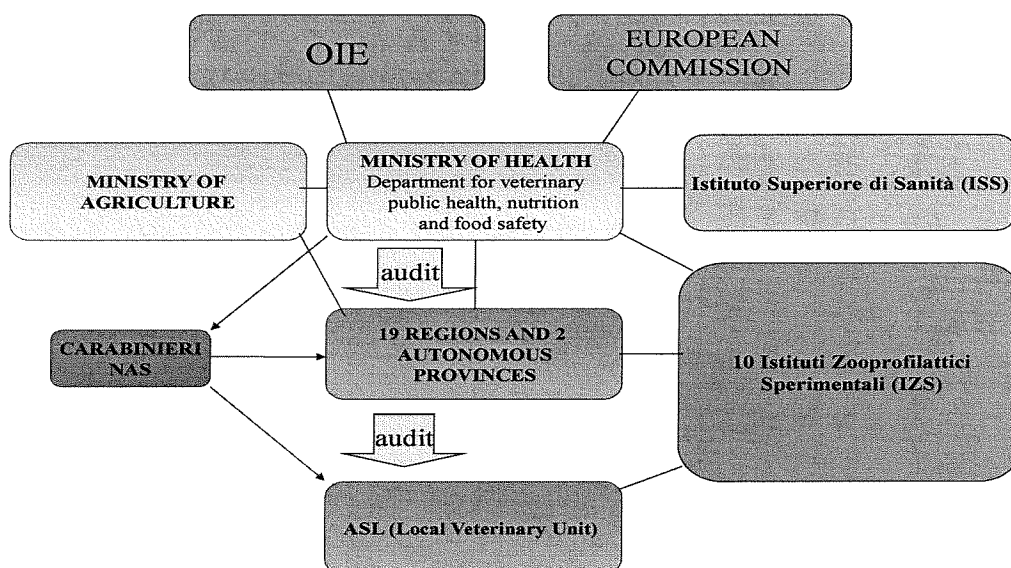 OIE
EUROPEAN
COMMISSION
MINISTRY OF
AGRICULTURE
MINISTRY OF HEALTH
Department for veterinary
public health, nutrition
and food safety
Istituto Superiore di Sanità (ISS)
audit
CARABINIERI
NAS
19 REGIONS AND 2
AUTONOMOUS
PROVINCES
10 Istituti Zooprofilattici
Sperimentali (IZS)
audit
ASL (Local Veterinary Unit)